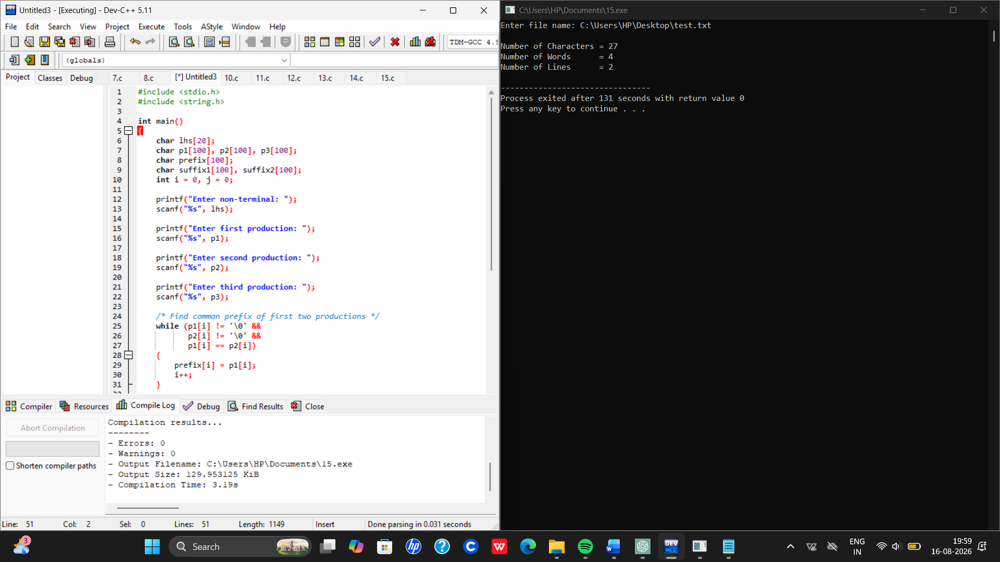 Untitled3 - [Executing] - Dev-C++ 5.11
File Edit Search View Project Execute Tools AStyle Window Help
TDM-GCC 4.9
(globals)
Project Classes Debug
7.c 8.c [*] Untitled3 10.c 11.c 12.c 13.c 14.c 15.c
1 #include <stdio.h>
2 #include <string.h>
3
4 int main()
5 {
6 char lhs[20];
7 char p1[100], p2[100], p3[100];
8 char prefix[100];
9 char suffix1[100], suffix2[100];
10 int i = 0, j = 0;
11
12 printf("Enter non-terminal: ");
13 scanf("%s", lhs);
14
15 printf("Enter first production: ");
16 scanf("%s", p1);
17
18 printf("Enter second production: ");
19 scanf("%s", p2);
20
21 printf("Enter third production: ");
22 scanf("%s", p3);
23
24 /* Find common prefix of first two productions */
25 while (p1[i] != '\0' &&
26 p2[i] != '\0' &&
27 p1[i] == p2[i])
28 {
29 prefix[i] = p1[i];
30 i++;
31 }
Compiler Resources Compile Log Debug Find Results Close
Abort Compilation
Shorten compiler paths
Compilation results...
--------
- Errors: 0
- Warnings: 0
- Output Filename: C:\Users\HP\Documents\15.exe
- Output Size: 129.953125 KiB
- Compilation Time: 3.19s
Line: 51 Col: 2 Sel: 0 Lines: 51 Length: 1149 Insert Done parsing in 0.031 seconds
C:\Users\HP\Documents\15.exe
Enter file name: C:\Users\HP\Desktop\test.txt
Number of Characters = 27
Number of Words = 4
Number of Lines = 2
--------------------------------
Process exited after 131 seconds with return value 0
Press any key to continue . . .
3
Search
ENG
IN
19:59
16-08-2026